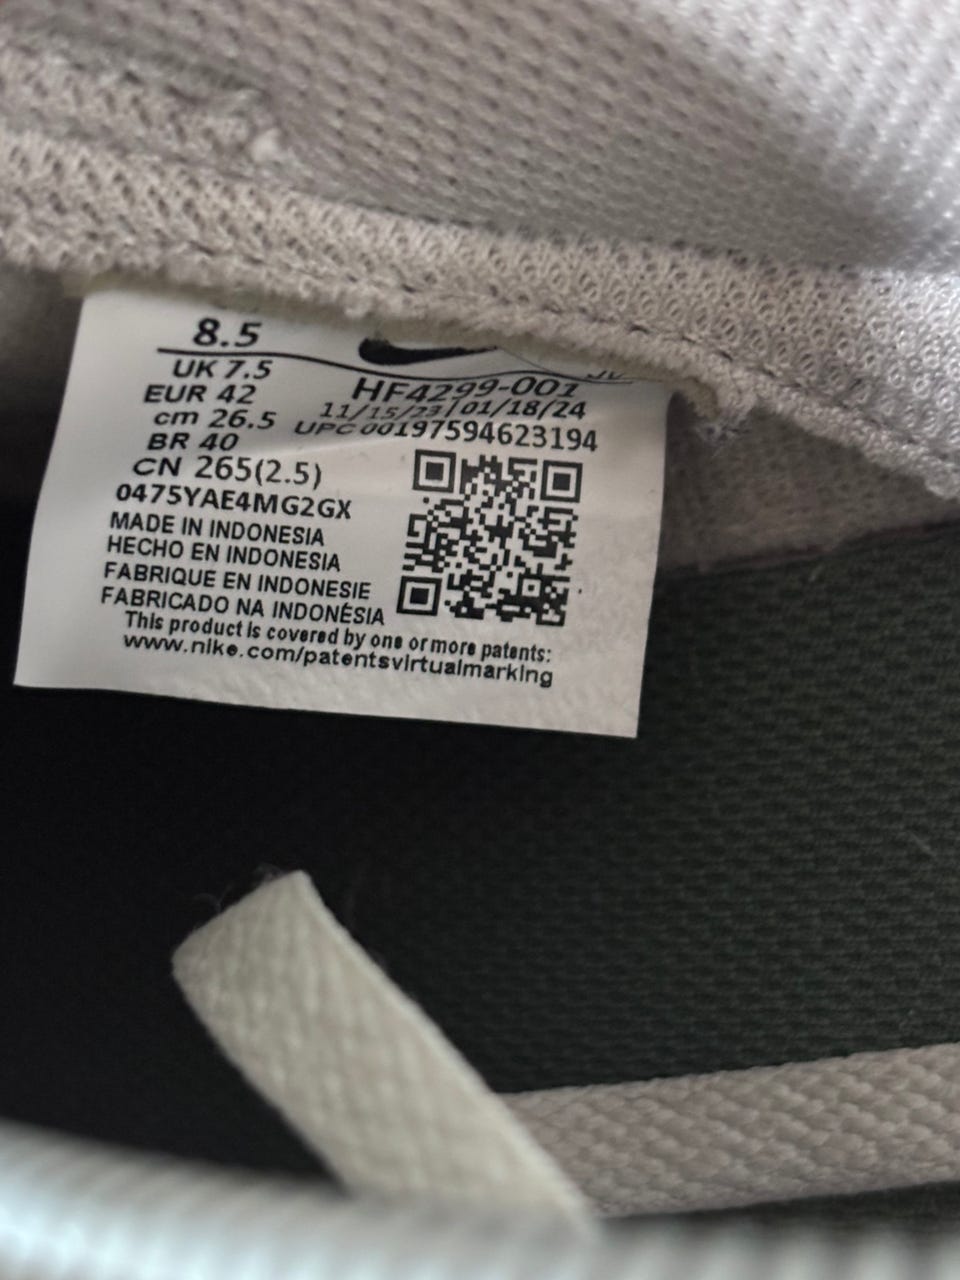 8.5
UK 7.5
EUR 42
cm 26.5
BR 40
CN 265(2.5)
0475YAE4MG2GX
HF4299-001
11/15/23|01/18/24
UPC 00197594623194
MADE IN INDONESIA
HECHO EN INDONESIA
FABRIQUE EN INDONESIE
FABRICADO NA INDONÉSIA
This product is covered by one or more patents:
www.nike.com/patentsvirtualmarking